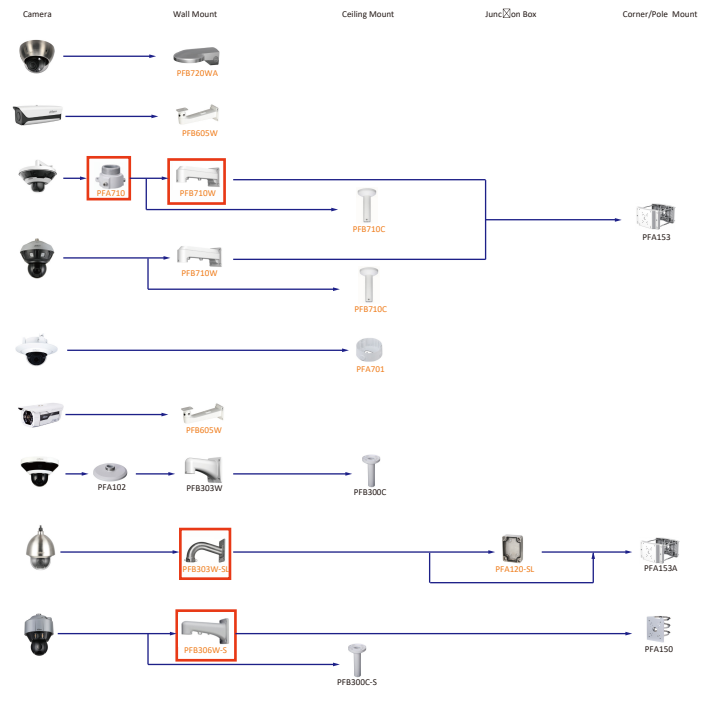 Camera Wall Mount Ceiling Mount Junc☒on Box Corner/Pole Mount
PFB720WA
PFB605W
PFA710 PFB710W
PFB710C
PFA153
PFB710W
PFB710C
PFA701
PFB605W
PFA102 PFB303W
PFB300C
PFB303W-SL PFA120-SL PFA153A
PFB306W-S PFA150
PFB300C-S